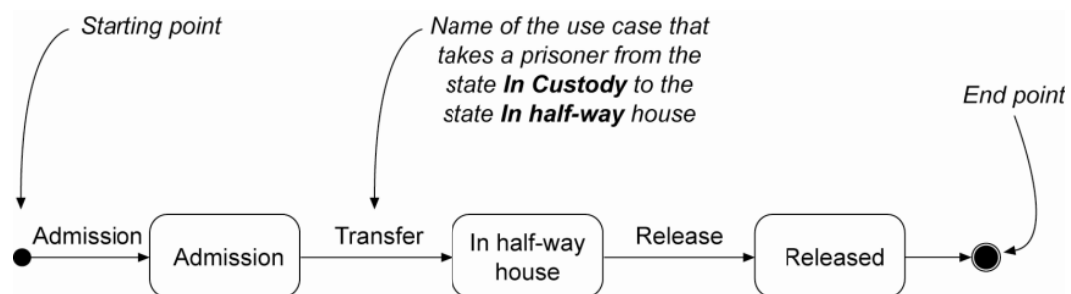 Starting point
Name of the use case that
takes a prisoner from the
state In Custody to the
state In half-way house
End point
Admission
Admission
Transfer
In half-way
house
Release
Released